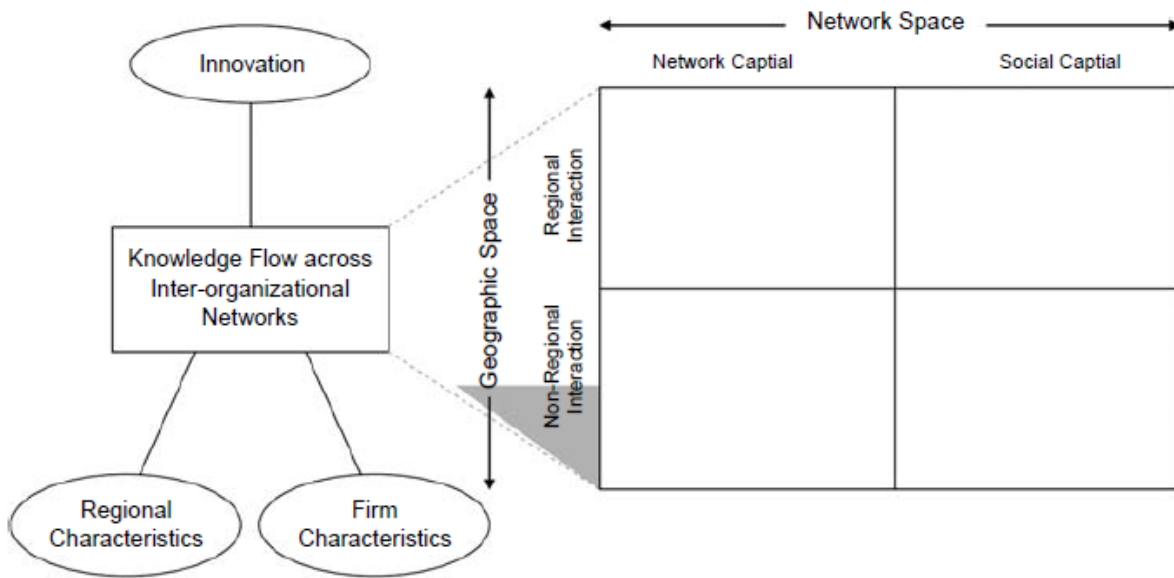 Network Space
Network Captial
Social Captial
Innovation
Geographic Space
Regional
Interaction
Non-Regional
Interaction
Knowledge Flow across
Inter-organizational
Networks
Regional
Characteristics
Firm
Characteristics